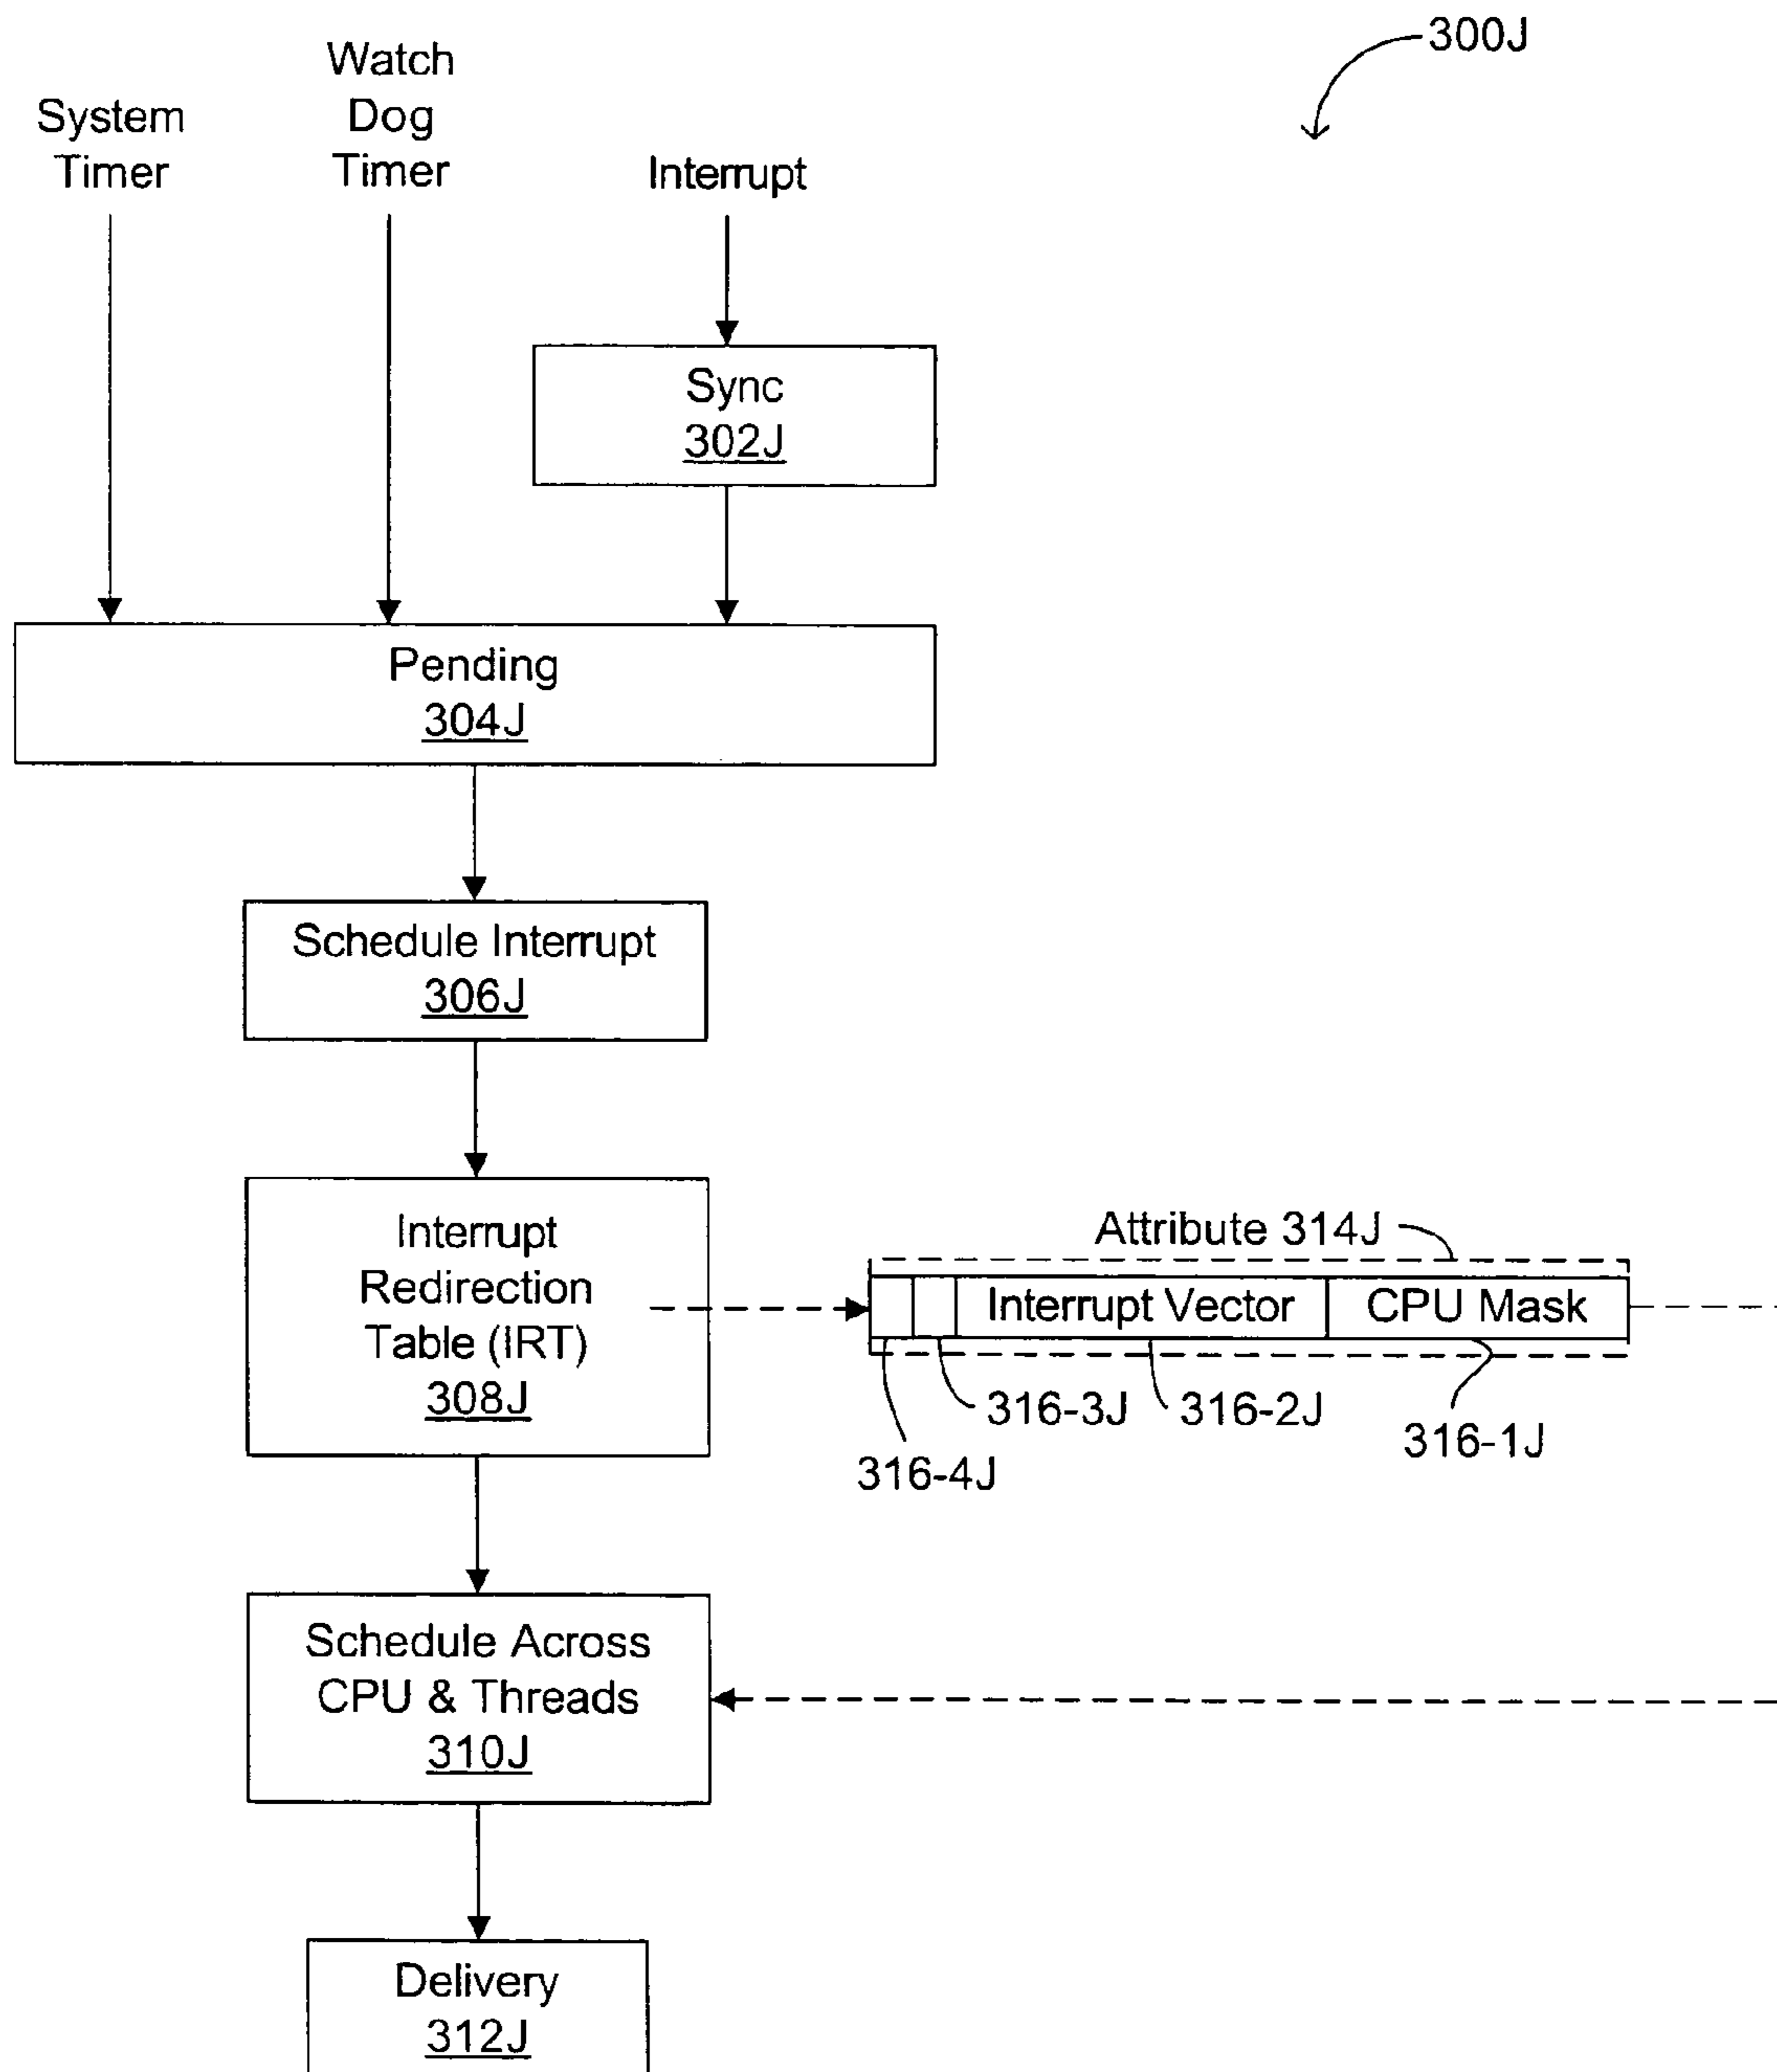 300J
System
Timer
Watch
Dog
Timer
Interrupt
Sync
302J
Pending
304J
Schedule Interrupt
306J
Interrupt
Redirection
Table (IRT)
308J
Attribute 314J
Interrupt Vector
CPU Mask
316-4J
316-3J
316-2J
316-1J
Schedule Across
CPU & Threads
310J
Delivery
312J